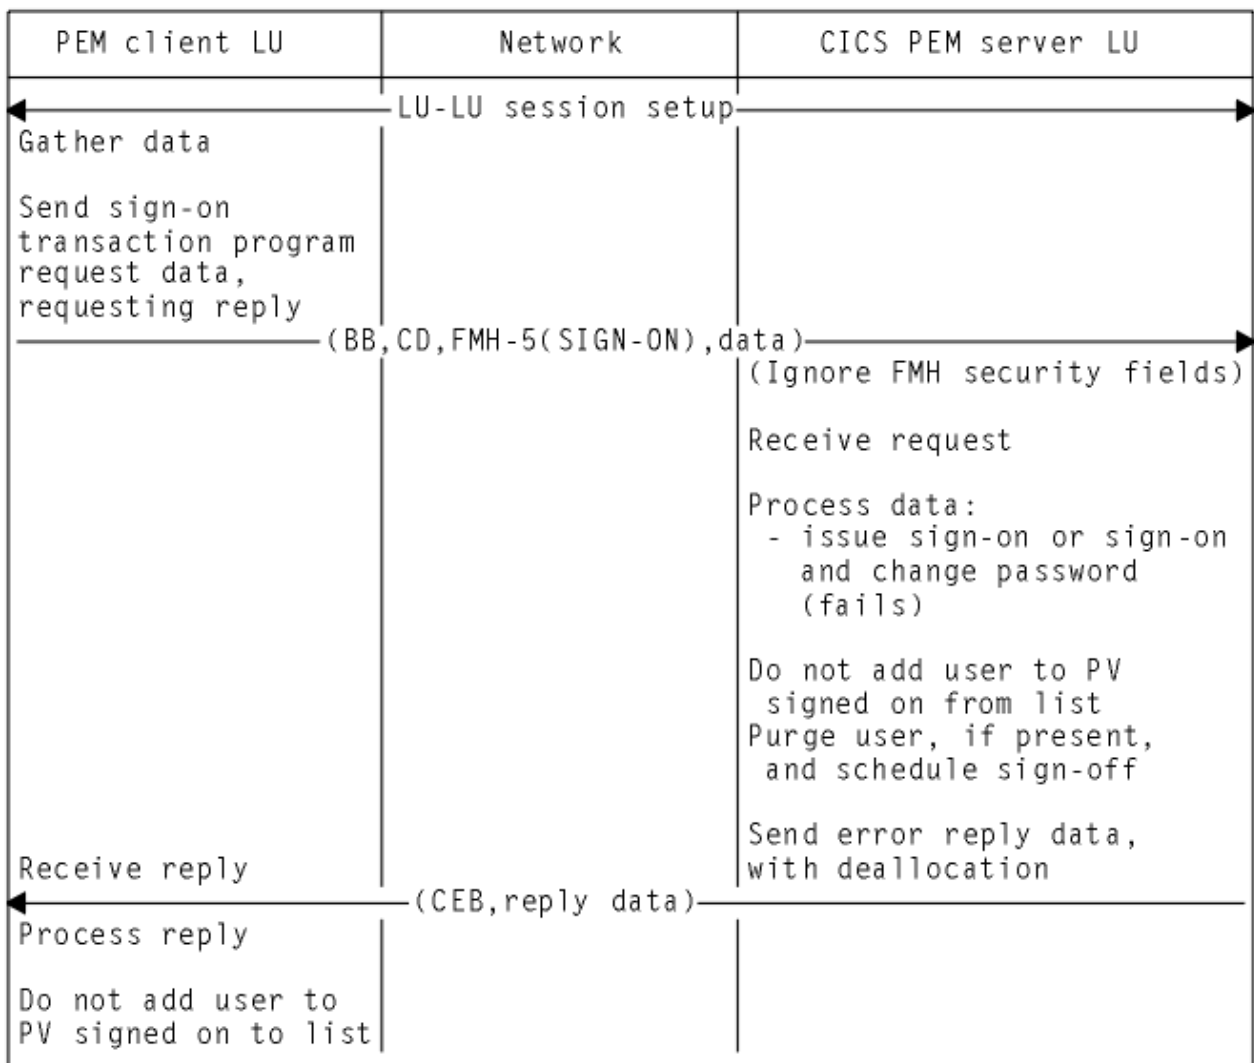 PEM client LU
Network
CICS PEM server LU
LU-LU session setup
Gather data
Send sign-on
transaction program
request data,
requesting reply
(BB,CD,FMH-5(SIGN-ON),data)
(Ignore FMH security fields)
Receive request
Process data:
- issue sign-on or sign-on
and change password
(fails)
Do not add user to PV
signed on from list
Purge user, if present,
and schedule sign-off
Send error reply data,
with deallocation
Receive reply
(CEB,reply data)
Process reply
Do not add user to
PV signed on to list